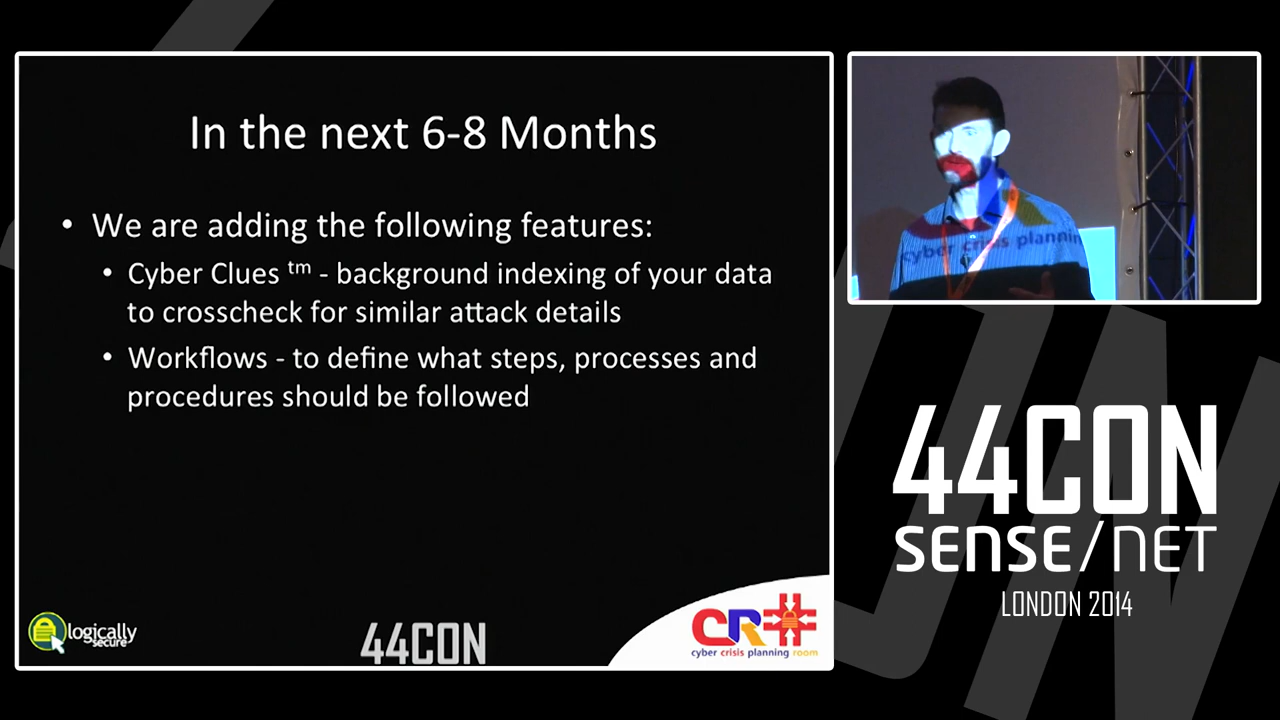 In the next 6-8 Months
• We are adding the following features:
• Cyber Clues ™ - background indexing of your data
to crosscheck for similar attack details
• Workflows - to define what steps, processes and
procedures should be followed
logically
secure
44CON
CR
cyber crisis planning room
cyber crisis planning
44CON
SENSE/NET
LONDON 2014